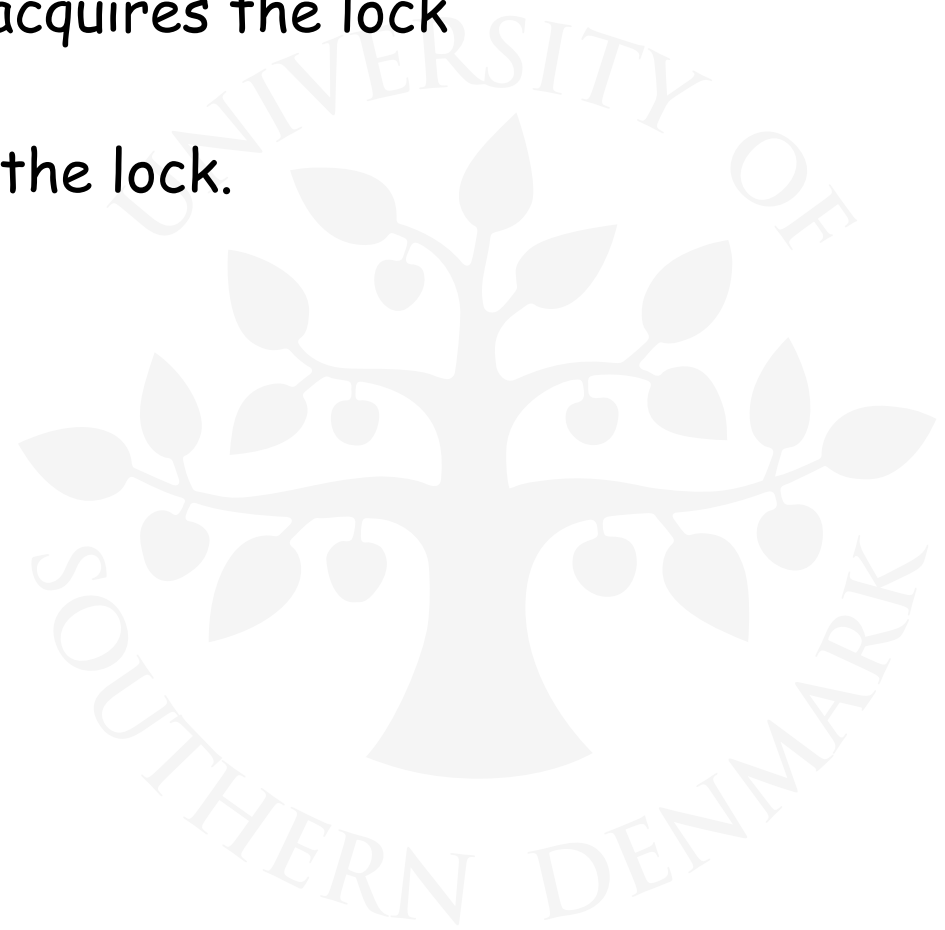 acquires the lock
the lock.
UNIVERSITY OF
SOUTHERN DENMARK